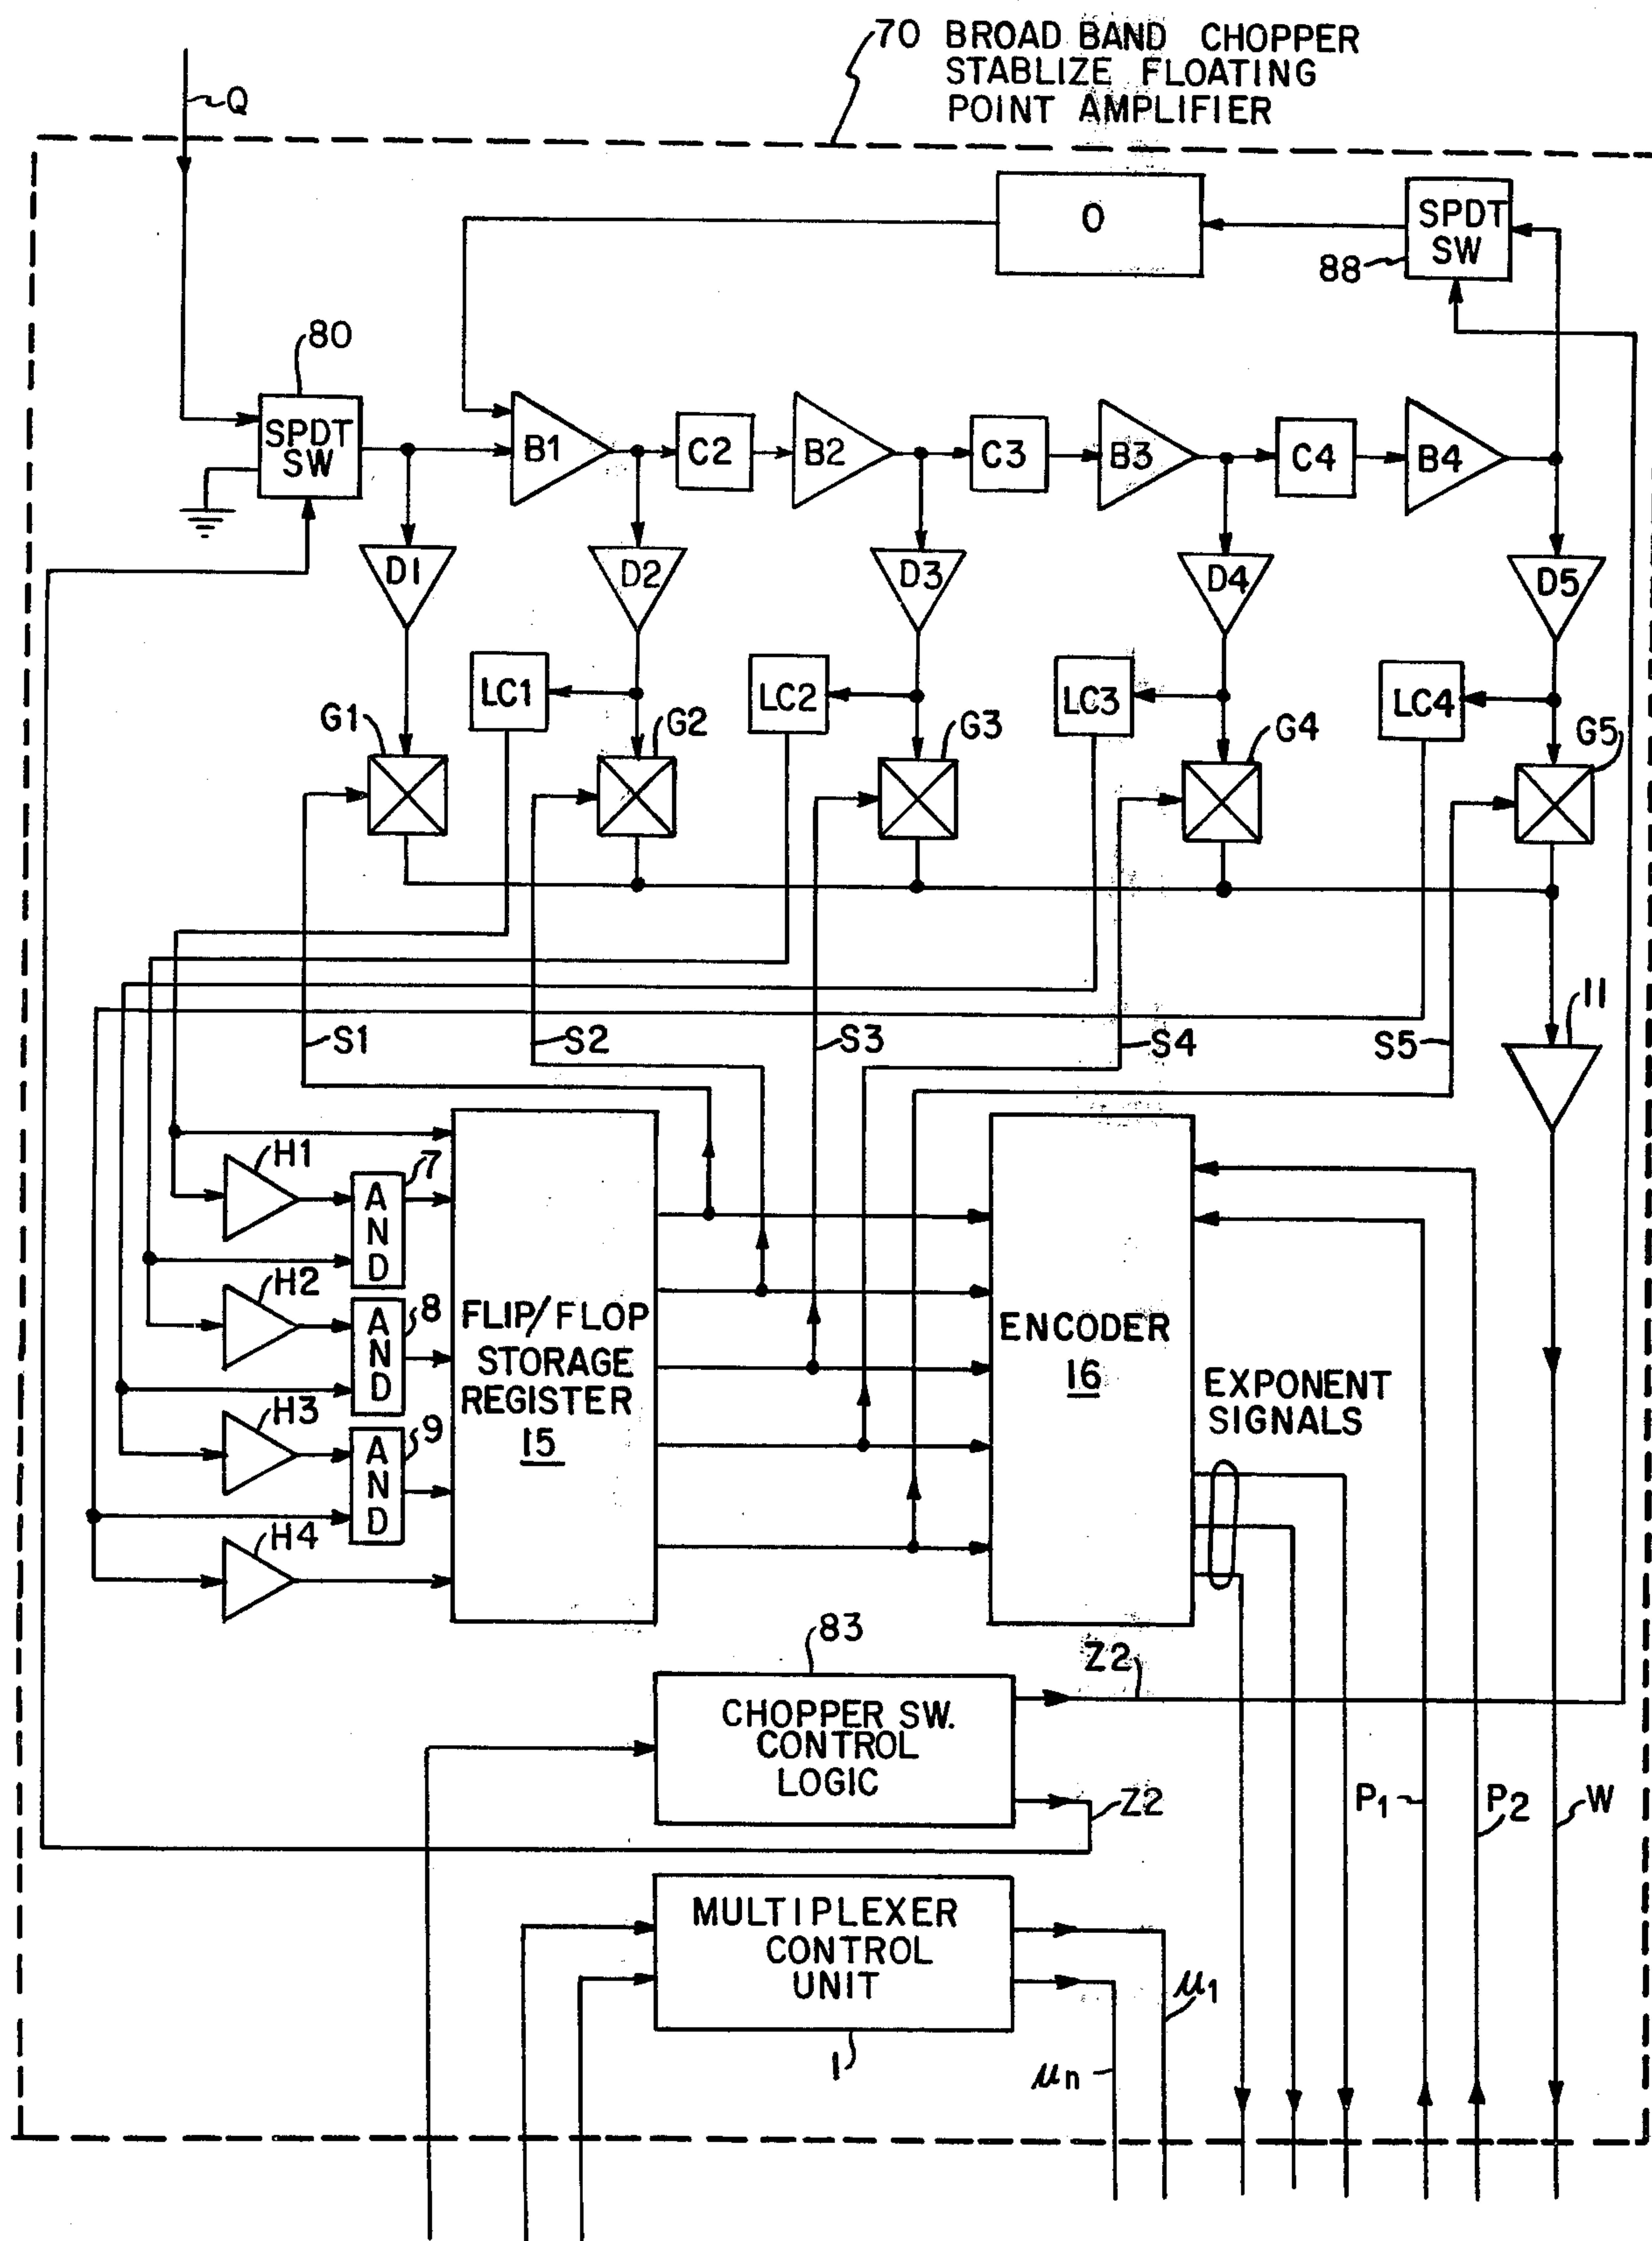 70 BROAD BAND CHOPPER
STABLIZE FLOATING
POINT AMPLIFIER
Q
O
SPDT
SW
88
80
SPDT
SW
B1
C2
B2
C3
B3
C4
B4
D1
D2
D3
D4
D5
LC1
LC2
LC3
LC4
G1
G2
G3
G4
G5
11
S1
S2
S3
S4
S5
H1
7
AND
H2
8
AND
H3
9
AND
H4
FLIP/FLOP
STORAGE
REGISTER
15
ENCODER
16
EXPONENT
SIGNALS
83
Z2
CHOPPER SW.
CONTROL
LOGIC
Z2
P1
P2
W
MULTIPLEXER
CONTROL
UNIT
1
μ1
μn